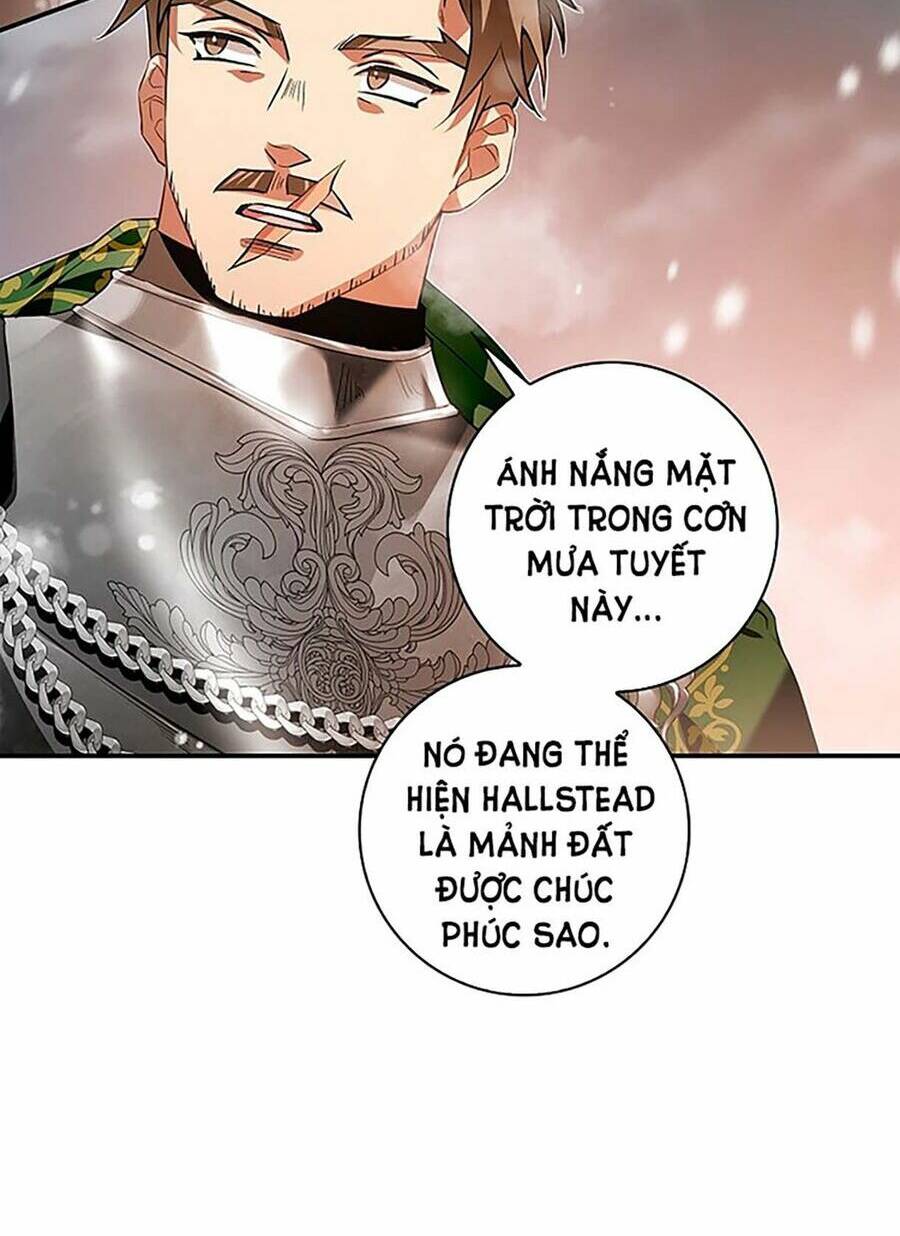 ÁNH NẮNG MẶT
TRỜI TRONG CƠN
MƯA TUYẾT
NÀY...
NÓ ĐANG THỂ
HIỆN HALLSTEAD
LÀ MẢNH ĐẤT
ĐƯỢC CHÚC
PHÚC SAO.